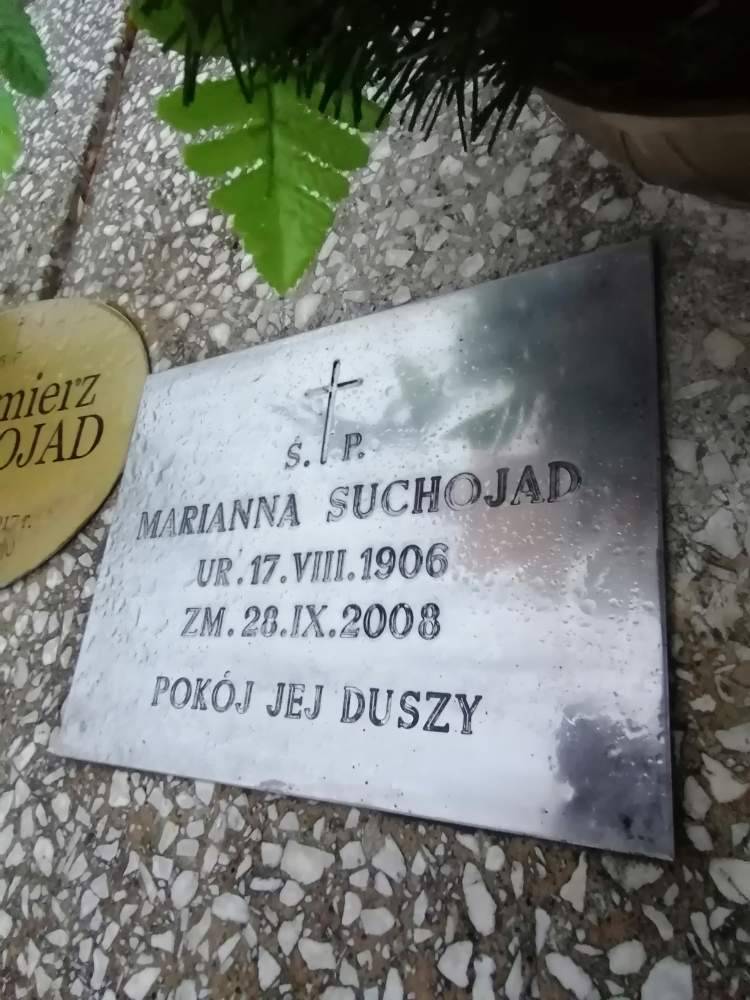 mierz
OJAD
Ś. P.
MARIANNA SUCHOJAD
UR. 17. VIII. 1906
ZM. 28. IX. 2008
POKÓJ JEJ DUSZY